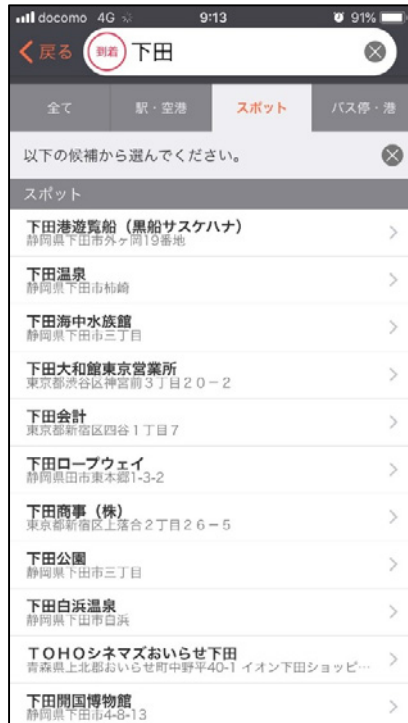 docomo 4G 9:13 91%
戻る 到着 下田
全て 駅・空港 スポット バス停・港
以下の候補から選んでください。
スポット
下田港遊覧船（黒船サスケハナ）
静岡県下田市外ヶ岡19番地
下田温泉
静岡県下田市柿崎
下田海中水族館
静岡県下田市三丁目
下田大和館東京営業所
東京都渋谷区神宮前３丁目２０－２
下田会計
東京都新宿区四谷１丁目７
下田ロープウェイ
静岡県田市東本郷1-3-2
下田商事（株）
東京都新宿区上落合２丁目２６－５
下田公園
静岡県下田市三丁目
下田白浜温泉
静岡県下田市白浜
ＴＯＨＯシネマズおいらせ下田
青森県上北郡おいらせ町中野平40-1 イオン下田ショッピ…
下田開国博物館
静岡県下田市4-8-13